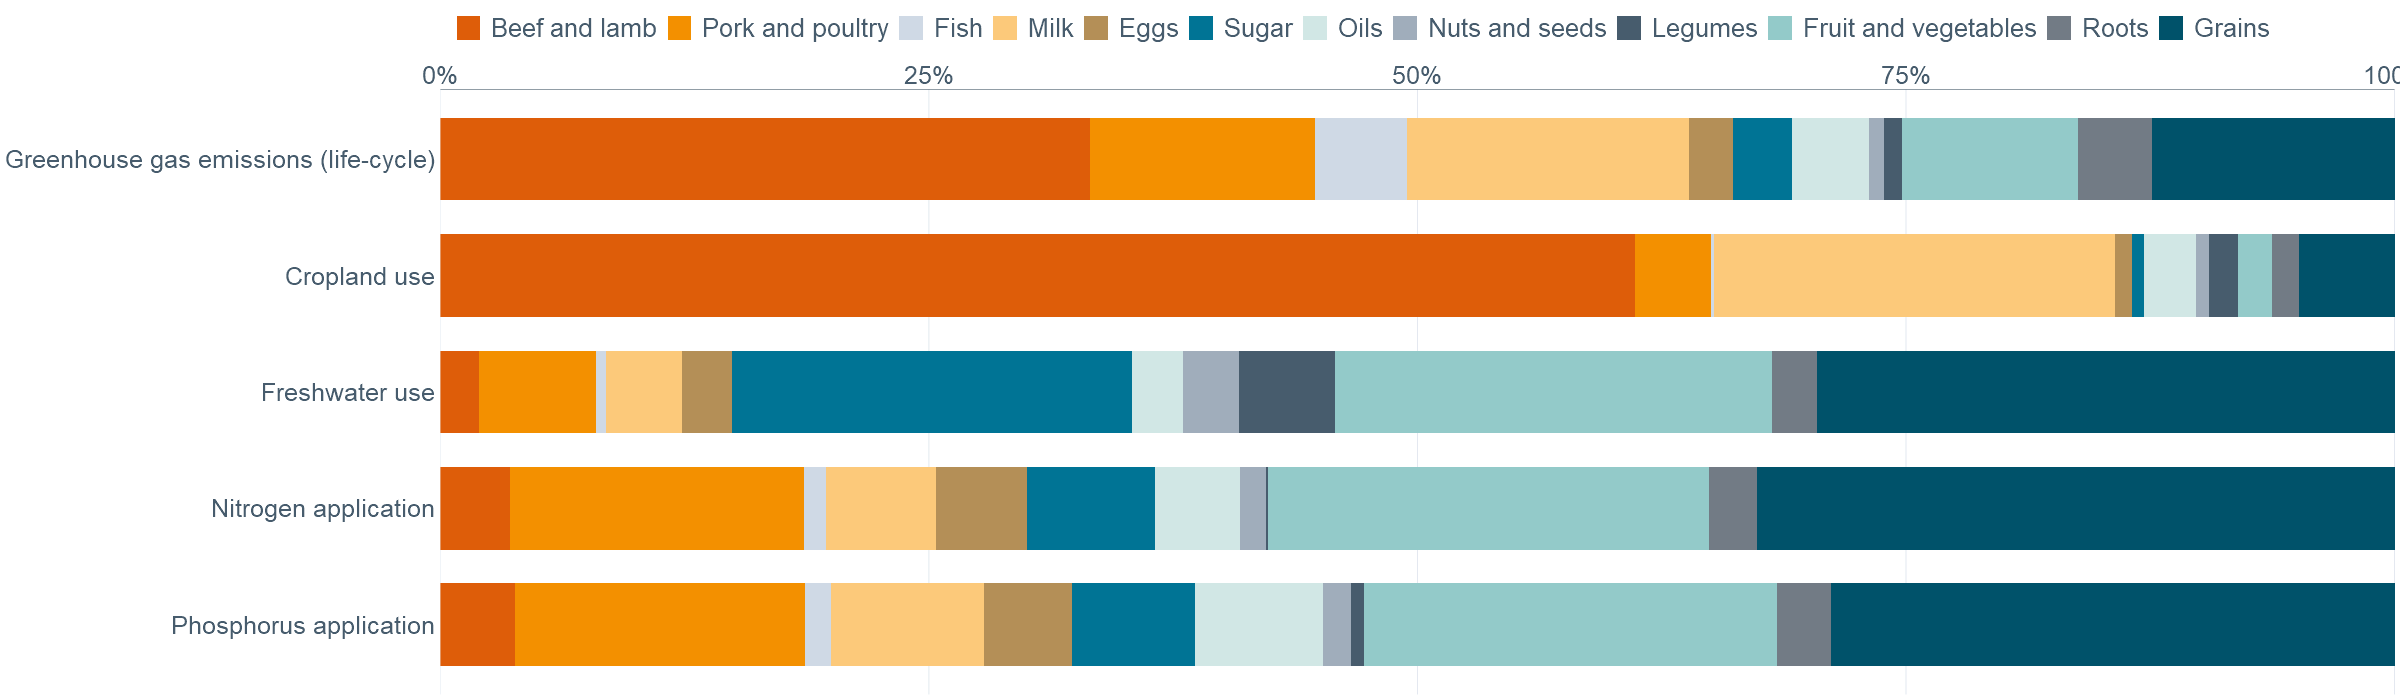 Beef and lamb Pork and poultry Fish Milk Eggs Sugar Oils Nuts and seeds Legumes Fruit and vegetables Roots Grains
0% 25% 50% 75% 100
Greenhouse gas emissions (life-cycle)
Cropland use
Freshwater use
Nitrogen application
Phosphorus application